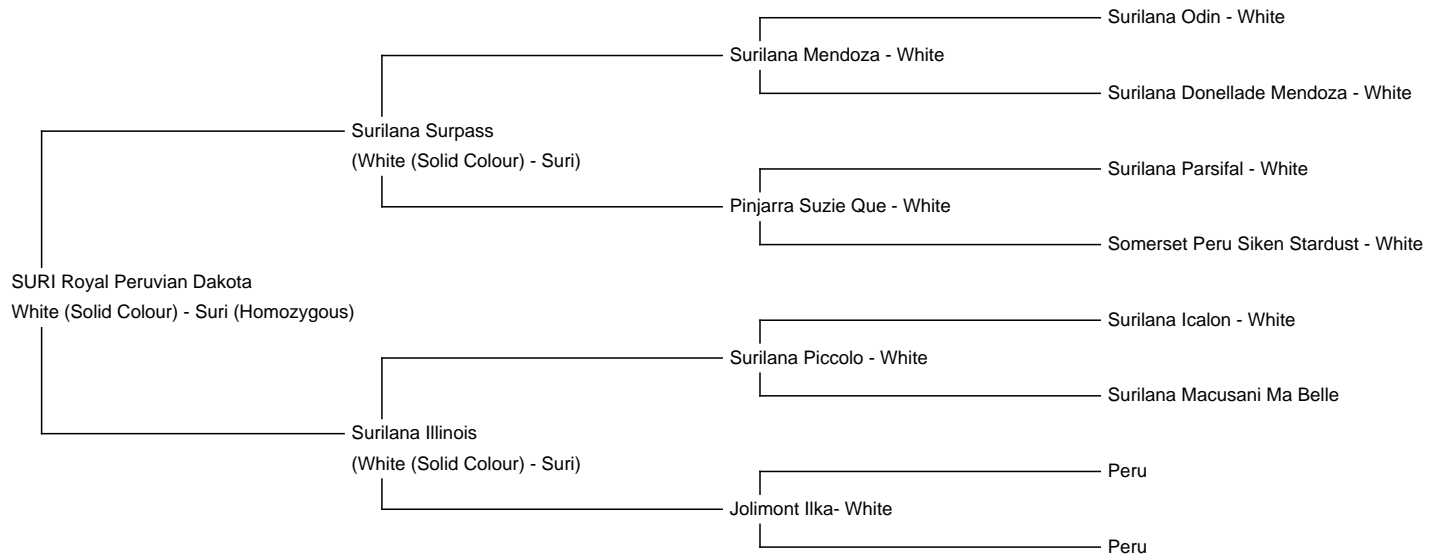 Surilana Odin - White
Surilana Mendoza - White
Surilana Donellade Mendoza - White
Surilana Surpass
(White (Solid Colour) - Suri)
Surilana Parsifal - White
Pinjarra Suzie Que - White
Somerset Peru Siken Stardust - White
SURI Royal Peruvian Dakota
White (Solid Colour) - Suri (Homozygous)
Surilana Icalon - White
Surilana Piccolo - White
Surilana Macusani Ma Belle
Surilana Illinois
(White (Solid Colour) - Suri)
Peru
Jolimont Ilka- White
Peru